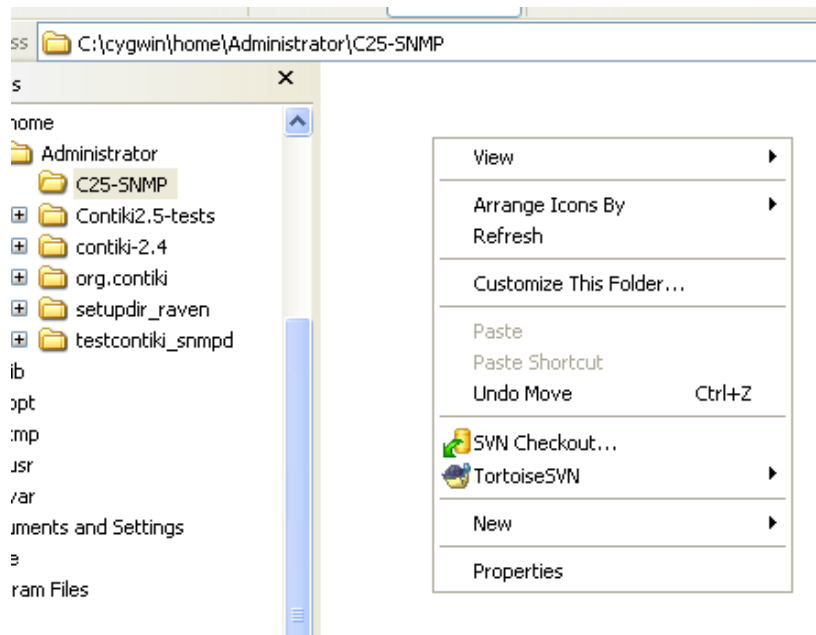 ss C:\cygwin\home\Administrator\C25-SNMP
s
home
Administrator
C25-SNMP
Contiki2.5-tests
contiki-2.4
org.contiki
setupdir_raven
testcontiki_snmpd
ib
opt
tmp
usr
var
uments and Settings
e
ram Files
View
Arrange Icons By
Refresh
Customize This Folder...
Paste
Paste Shortcut
Undo Move Ctrl+Z
SVN Checkout...
TortoiseSVN
New
Properties